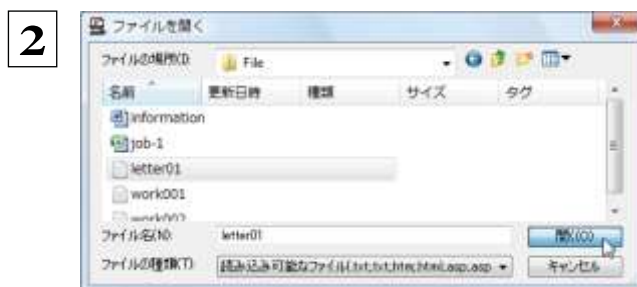 2
ファイルを開く
ファイルの場所(I): File
名前 更新日時 種類 サイズ タグ
information
job-1
letter01
work001
work002
ファイル名(N): letter01 開く(O)
ファイルの種類(T): 読み込み可能なファイル(.txt,txt,htm,html,asp,asp キャンセル